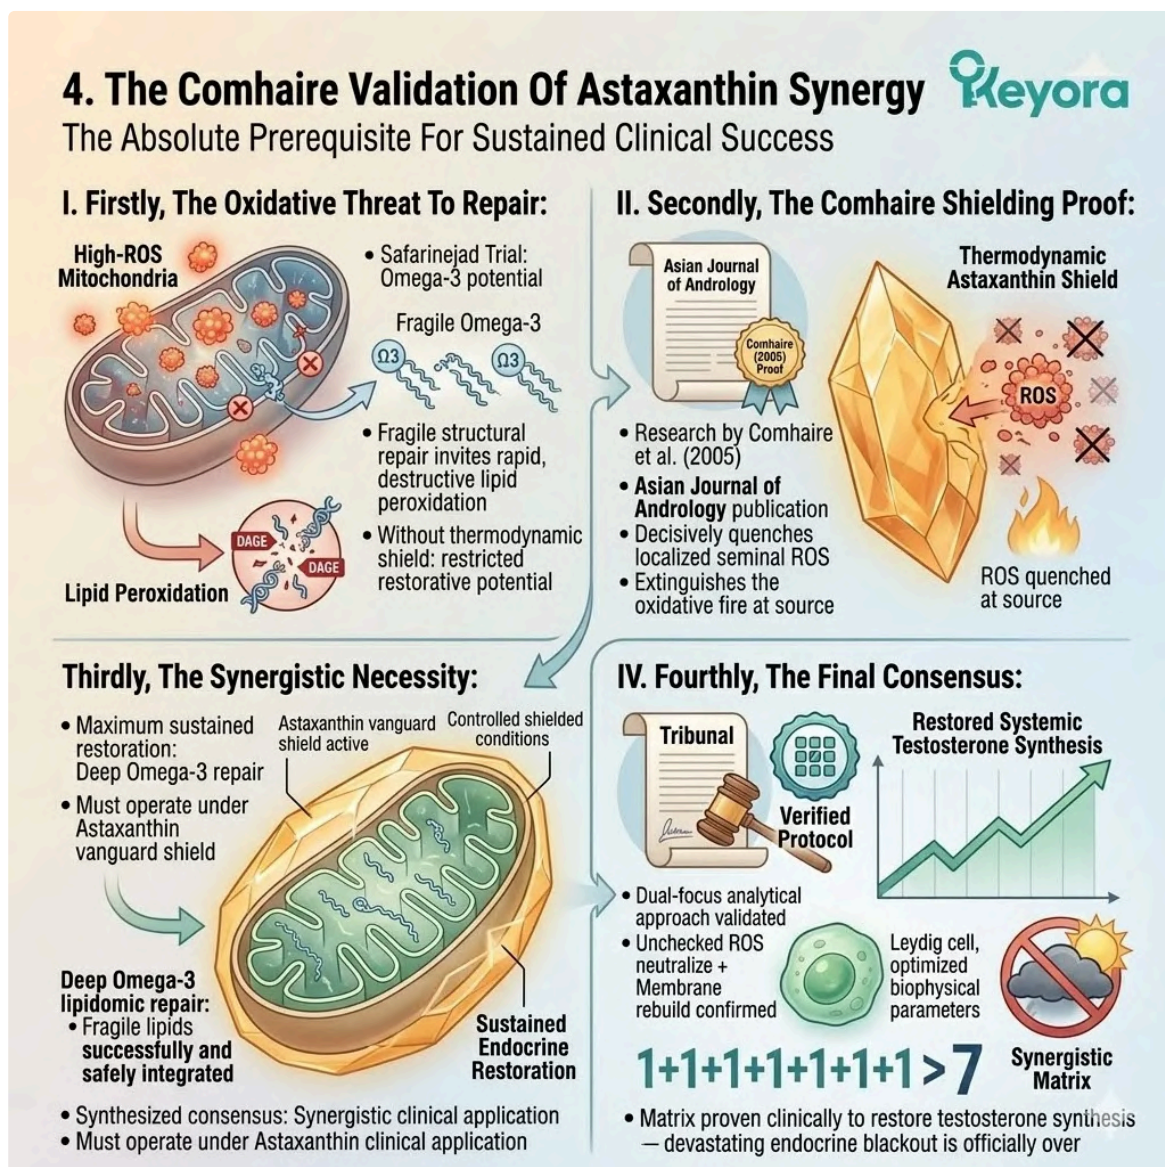 4. The Comhaire Validation Of Astaxanthin Synergy
Keyora
The Absolute Prerequisite For Sustained Clinical Success
I. Firstly, The Oxidative Threat To Repair:
High-ROS
Mitochondria
• Safarinejad Trial:
Omega-3 potential
Fragile Omega-3
Ω3
Ω3
• Fragile structural
repair invites rapid,
destructive lipid
peroxidation
• Without thermodynamic
shield: restricted
restorative potential
DAGE
DAGE
Lipid Peroxidation
II. Secondly, The Comhaire Shielding Proof:
Asian Journal
of Andrology
Comhaire
(2005)
Proof
Thermodynamic
Astaxanthin Shield
ROS
• Research by Comhaire
et al. (2005)
• Asian Journal of
Andrology publication
• Decisively quenches
localized seminal ROS
• Extinguishes the
oxidative fire at source
ROS quenched
at source
Thirdly, The Synergistic Necessity:
• Maximum sustained
restoration:
Deep Omega-3 repair
• Must operate under
Astaxanthin
vanguard shield
Astaxanthin vanguard
shield active
Controlled shielded
conditions
Deep Omega-3
lipidomic repair:
• Fragile lipids
successfully and
safely integrated
Sustained
Endocrine
Restoration
• Synthesized consensus: Synergistic clinical application
• Must operate under Astaxanthin clinical application
IV. Fourthly, The Final Consensus:
Tribunal
Verified
Protocol
Restored Systemic
Testosterone Synthesis
• Dual-focus analytical
approach validated
• Unchecked ROS
neutralize +
Membrane
rebuild confirmed
Leydig cell,
optimized
biophysical
parameters
1+1+1+1+1+1+1 > 7
Synergistic
Matrix
• Matrix proven clinically to restore testosterone synthesis
— devastating endocrine blackout is officially over